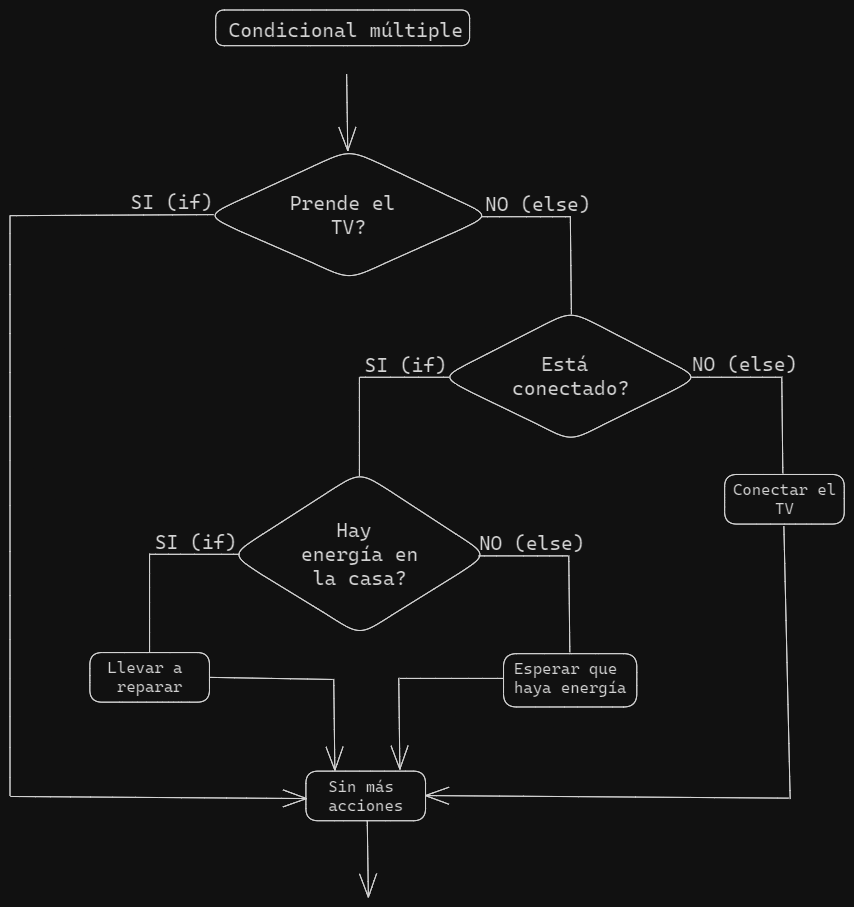 Condicional múltiple
SI (if)
Prende el
TV?
NO (else)
SI (if)
Está
conectado?
NO (else)
Conectar el
TV
SI (if)
Hay
energía en
la casa?
NO (else)
Llevar a
reparar
Esperar que
haya energía
Sin más
acciones